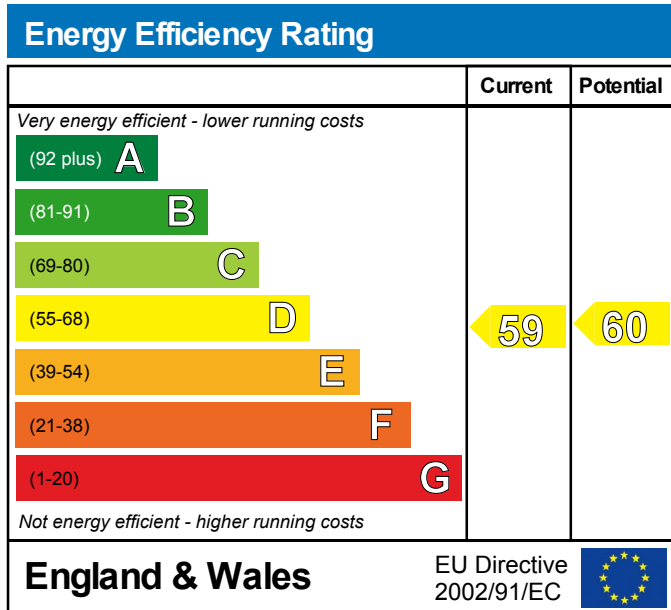 Energy Efficiency Rating
Current Potential
Very energy efficient - lower running costs
(92 plus) A
(81-91) B
(69-80) C
(55-68) D 59 60
(39-54) E
(21-38) F
(1-20) G
Not energy efficient - higher running costs
England & Wales
EU Directive
2002/91/EC